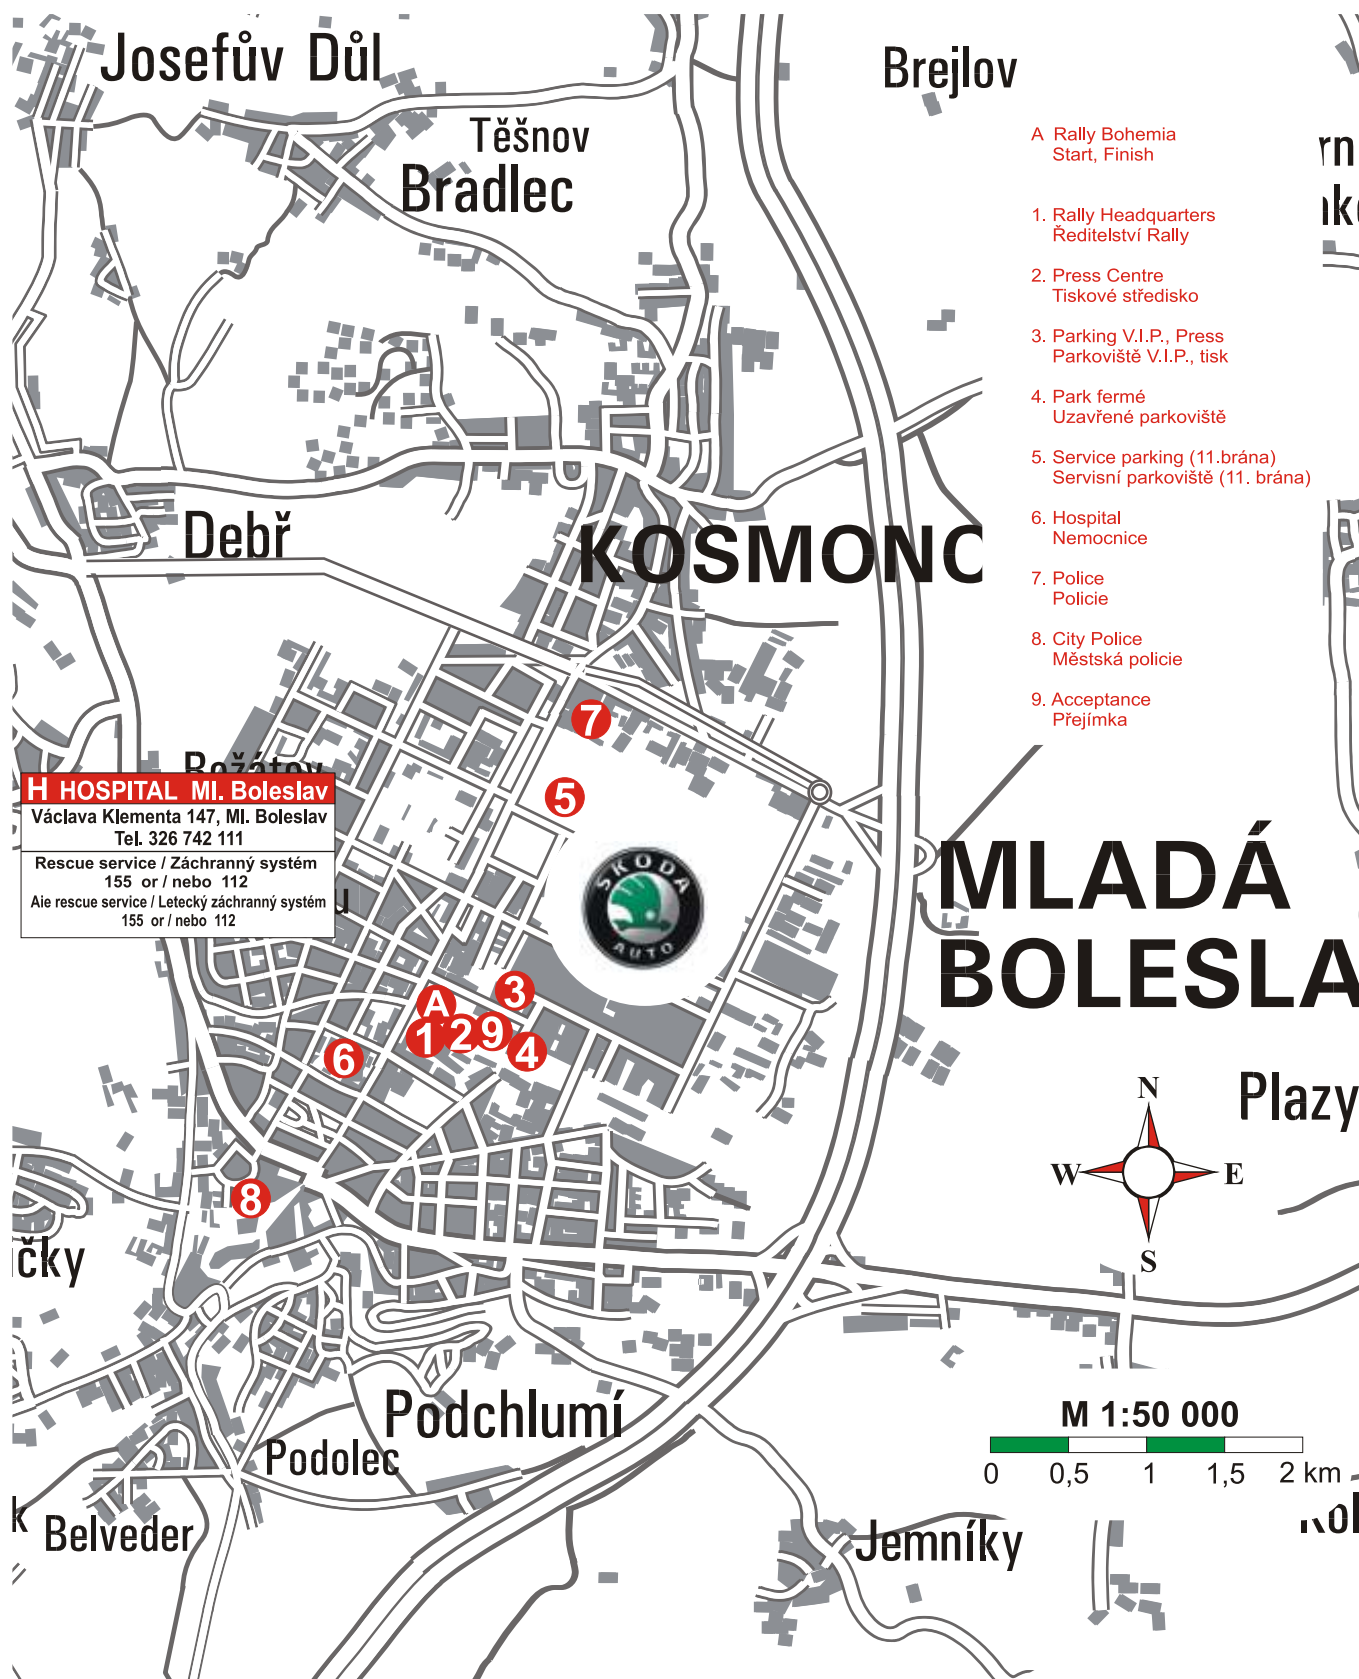 Josefův Důl
Brejlov
Těšnov
Bradlec
A Rally Bohemia
Start, Finish
1. Rally Headquarters
Ředitelství Rally
2. Press Centre
Tiskové středisko
3. Parking V.I.P., Press
Parkoviště V.I.P., tisk
4. Park fermé
Uzavřené parkoviště
5. Service parking (11.brána)
Servisní parkoviště (11. brána)
6. Hospital
Nemocnice
7. Police
Policie
8. City Police
Městská policie
9. Acceptance
Přejímka
Debř
KOSMONO
7
5
H HOSPITAL Ml. Boleslav
Václava Klementa 147, Ml. Boleslav
Tel. 326 742 111
Rescue service / Záchranný systém
155 or / nebo 112
Aie rescue service / Letecký záchranný systém
155 or / nebo 112
ŠKODA
AUTO
MLADÁ
BOLESLA
3
A
1
2
9
4
6
8
Plazy
N
W
E
S
čky
M 1:50 000
0 0,5 1 1,5 2 km
Podchlumí
Podolec
Belveder
Jemníky